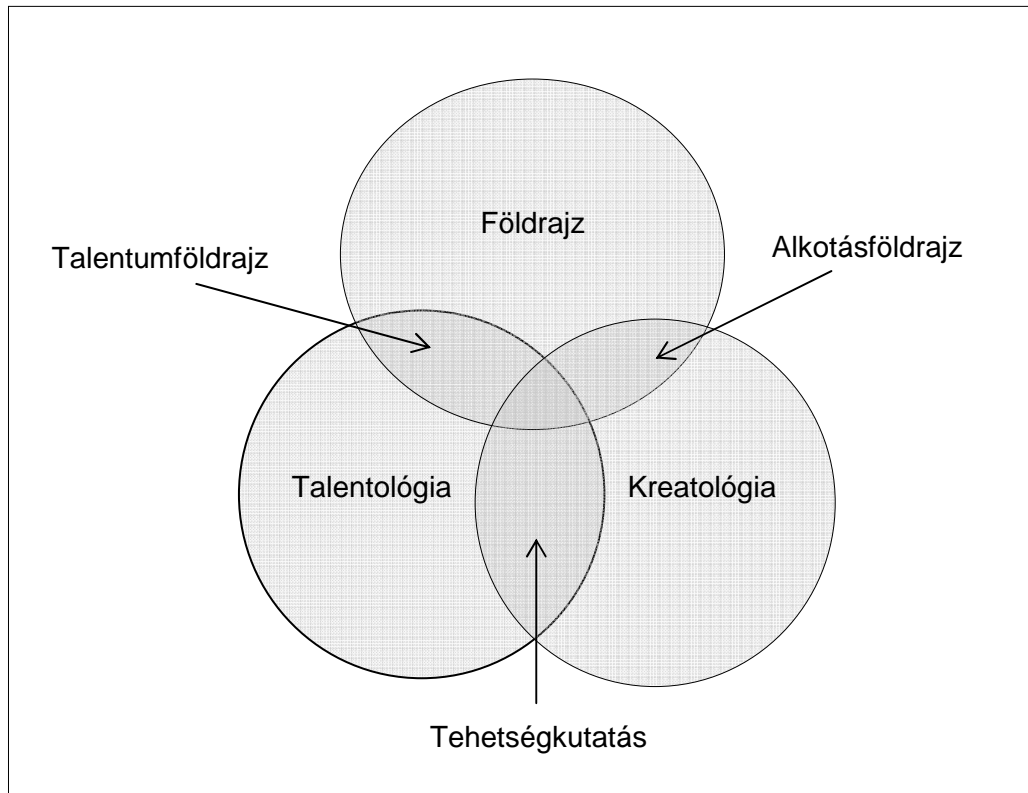 Földrajz
Talentumföldrajz
Alkotásföldrajz
Talentológia
Kreatológia
Tehetségkutatás